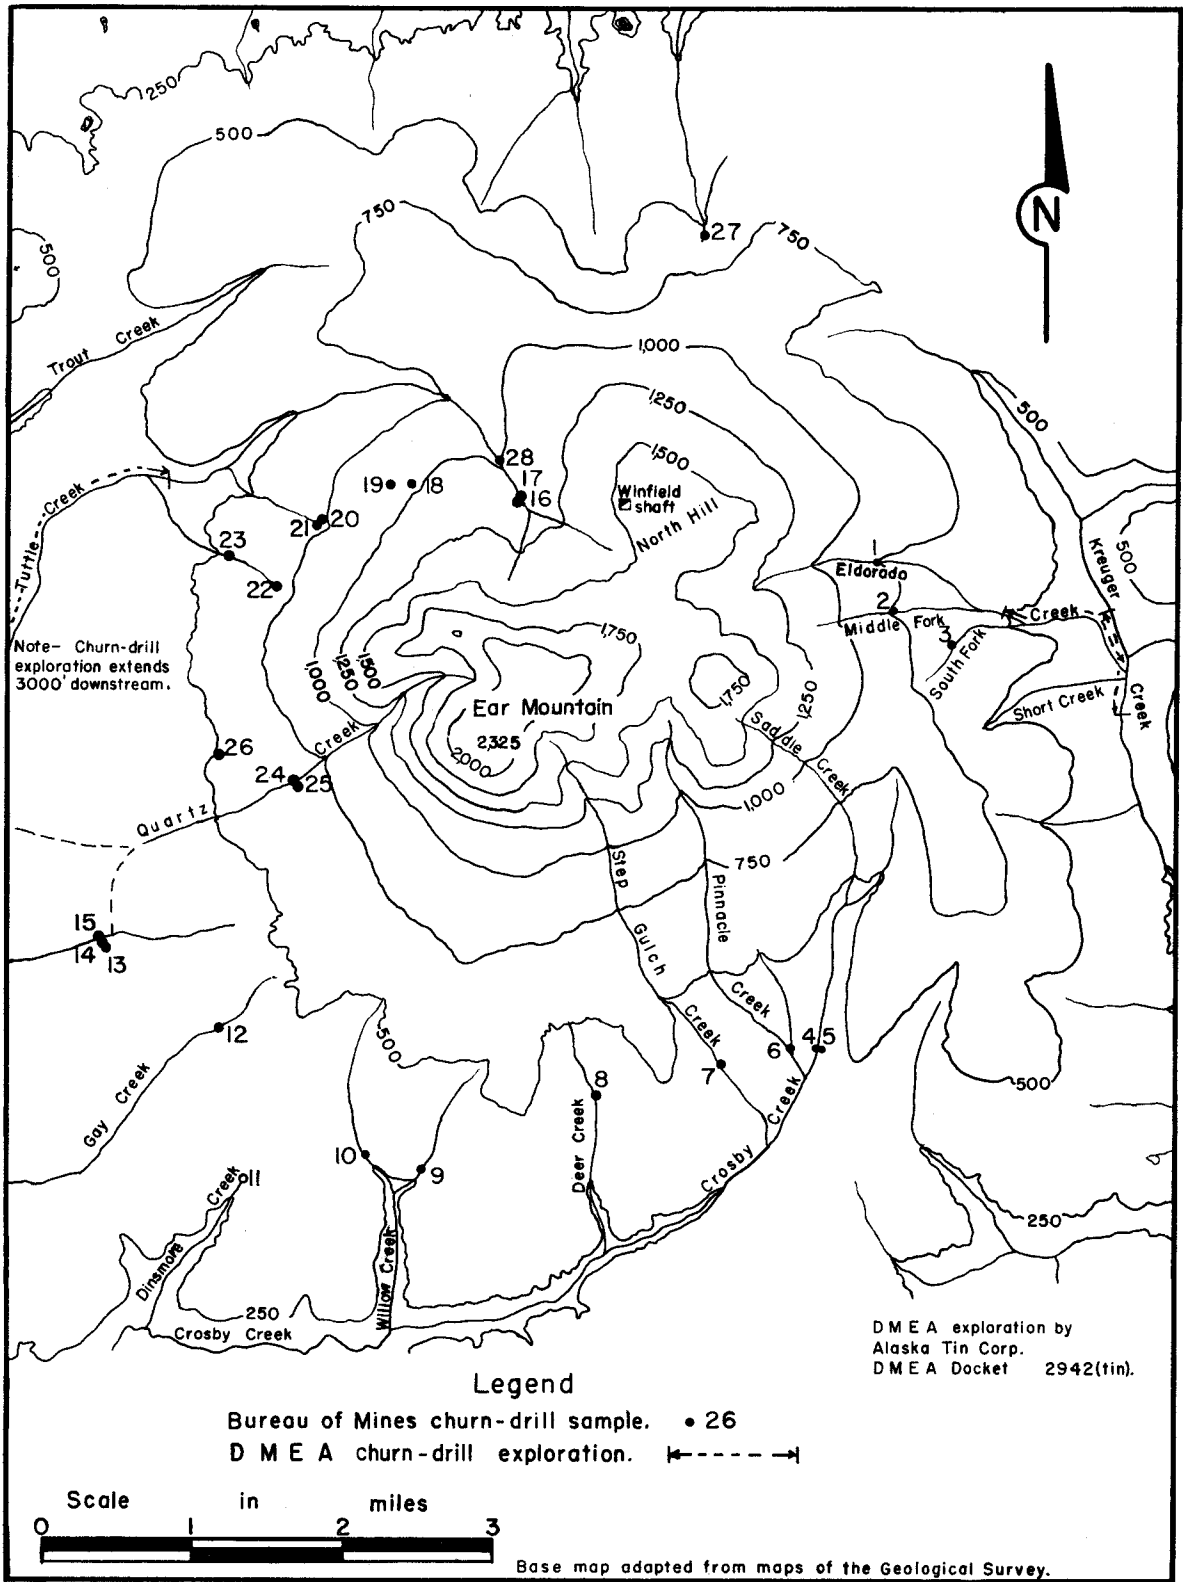 250
500
750
27
750
500
Trout Creek
1,000
500
1,250
1,500
28
17
16
19
18
Winfield
shaft
North Hill
20
21
Tuttle Creek
23
22
1
Eldorado
Kreuger
500
2
Middle Fork
Creek
3
South Fork
Note- Churn-drill
exploration extends
3000' downstream.
1,750
1,500
1,250
1,000
1,750
1,250
Short Creek
Creek
Ear Mountain
2,325
2,000
Saddle Creek
26
24
25
Quartz Creek
1,000
750
Step Gulch Creek
Pinnacle Creek
15
14
13
12
500
6
4
5
7
500
8
Gay Creek
10
9
Deer Creek
Crosby Creek
11
Dinsmore Creek
Willow Creek
250
250
Crosby Creek
DMEA exploration by
Alaska Tin Corp.
DMEA Docket 2942(tin).
Legend
Bureau of Mines churn-drill sample. • 26
D M E A churn-drill exploration.
Scale in miles
0 1 2 3
Base map adapted from maps of the Geological Survey.
N